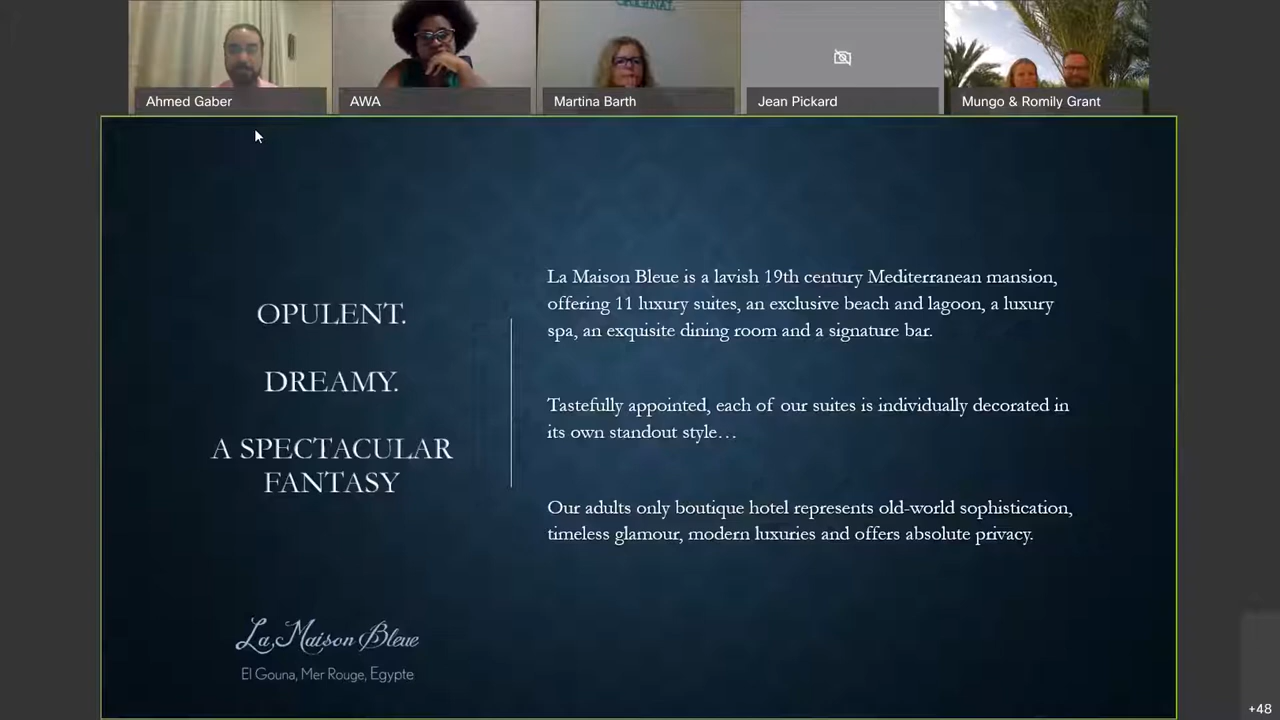 ORIGINAL
Ahmed Gaber
AWA
Martina Barth
Jean Pickard
Mungo & Romily Grant
OPULENT.
DREAMY.
A SPECTACULAR
FANTASY
La Maison Bleue is a lavish 19th century Mediterranean mansion,
offering 11 luxury suites, an exclusive beach and lagoon, a luxury
spa, an exquisite dining room and a signature bar.
Tastefully appointed, each of our suites is individually decorated in
its own standout style…
Our adults only boutique hotel represents old-world sophistication,
timeless glamour, modern luxuries and offers absolute privacy.
La Maison Bleue
El Gouna, Mer Rouge, Egypte
+48